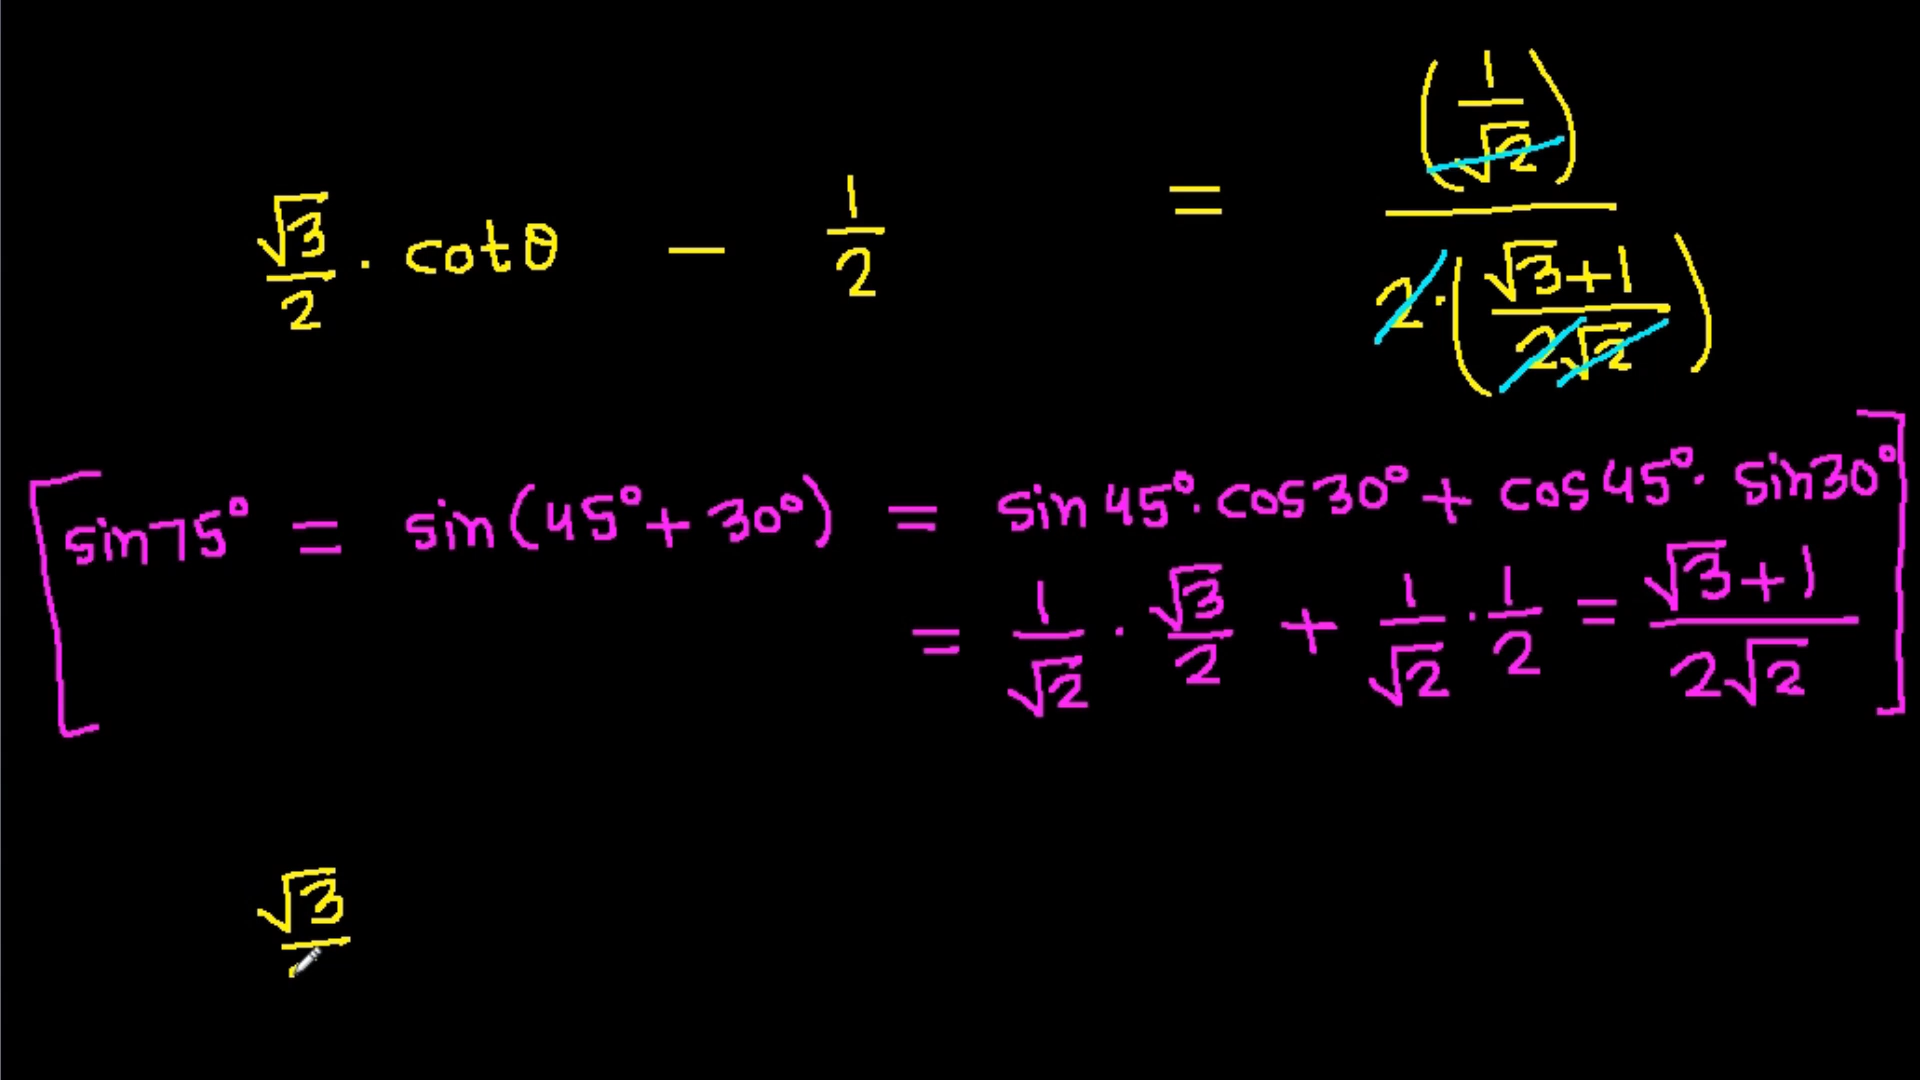 √3/2 · cotθ − 1/2 = (1/√2) / 2·((√3+1)/(2√2))
[sin75° = sin(45°+30°) = sin45°·cos30° + cos45°·sin30°
= 1/√2 · √3/2 + 1/√2 · 1/2 = (√3+1)/(2√2)]
√3/